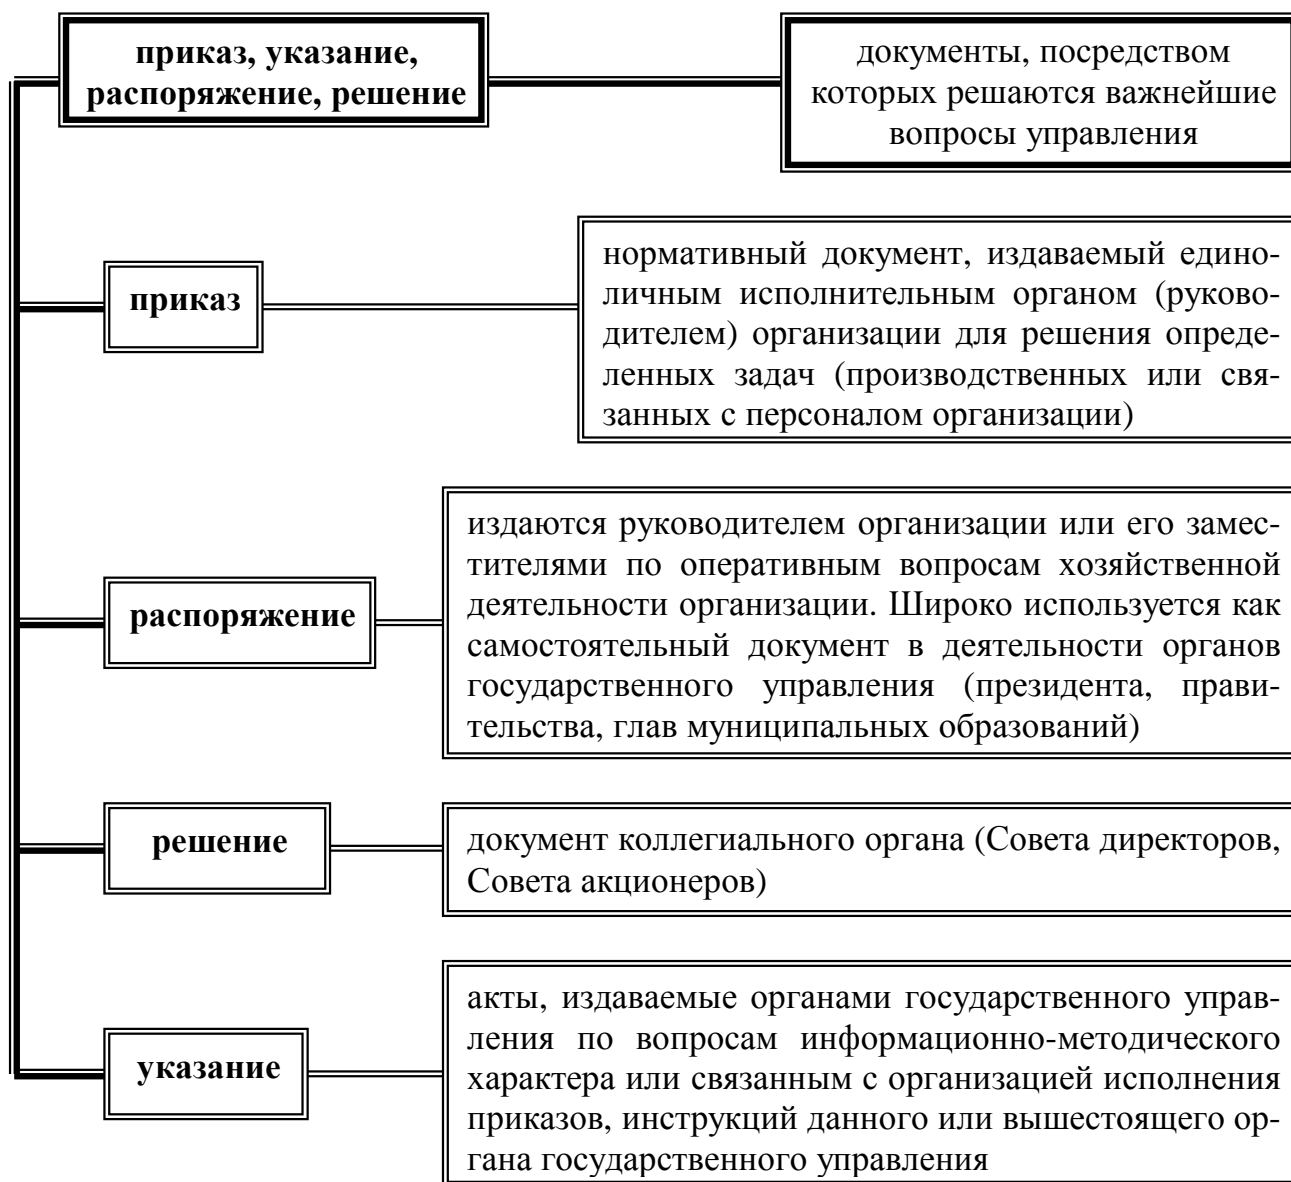 приказ, указание,
распоряжение, решение
документы, посредством
которых решаются важнейшие
вопросы управления
приказ
нормативный документ, издаваемый едино-
личным исполнительным органом (руково-
дителем) организации для решения опреде-
ленных задач (производственных или свя-
занных с персоналом организации)
распоряжение
издаются руководителем организации или его замес-
тителями по оперативным вопросам хозяйственной
деятельности организации. Широко используется как
самостоятельный документ в деятельности органов
государственного управления (президента, прави-
тельства, глав муниципальных образований)
решение
документ коллегиального органа (Совета директоров,
Совета акционеров)
указание
акты, издаваемые органами государственного управ-
ления по вопросам информационно-методического
характера или связанным с организацией исполнения
приказов, инструкций данного или вышестоящего ор-
гана государственного управления